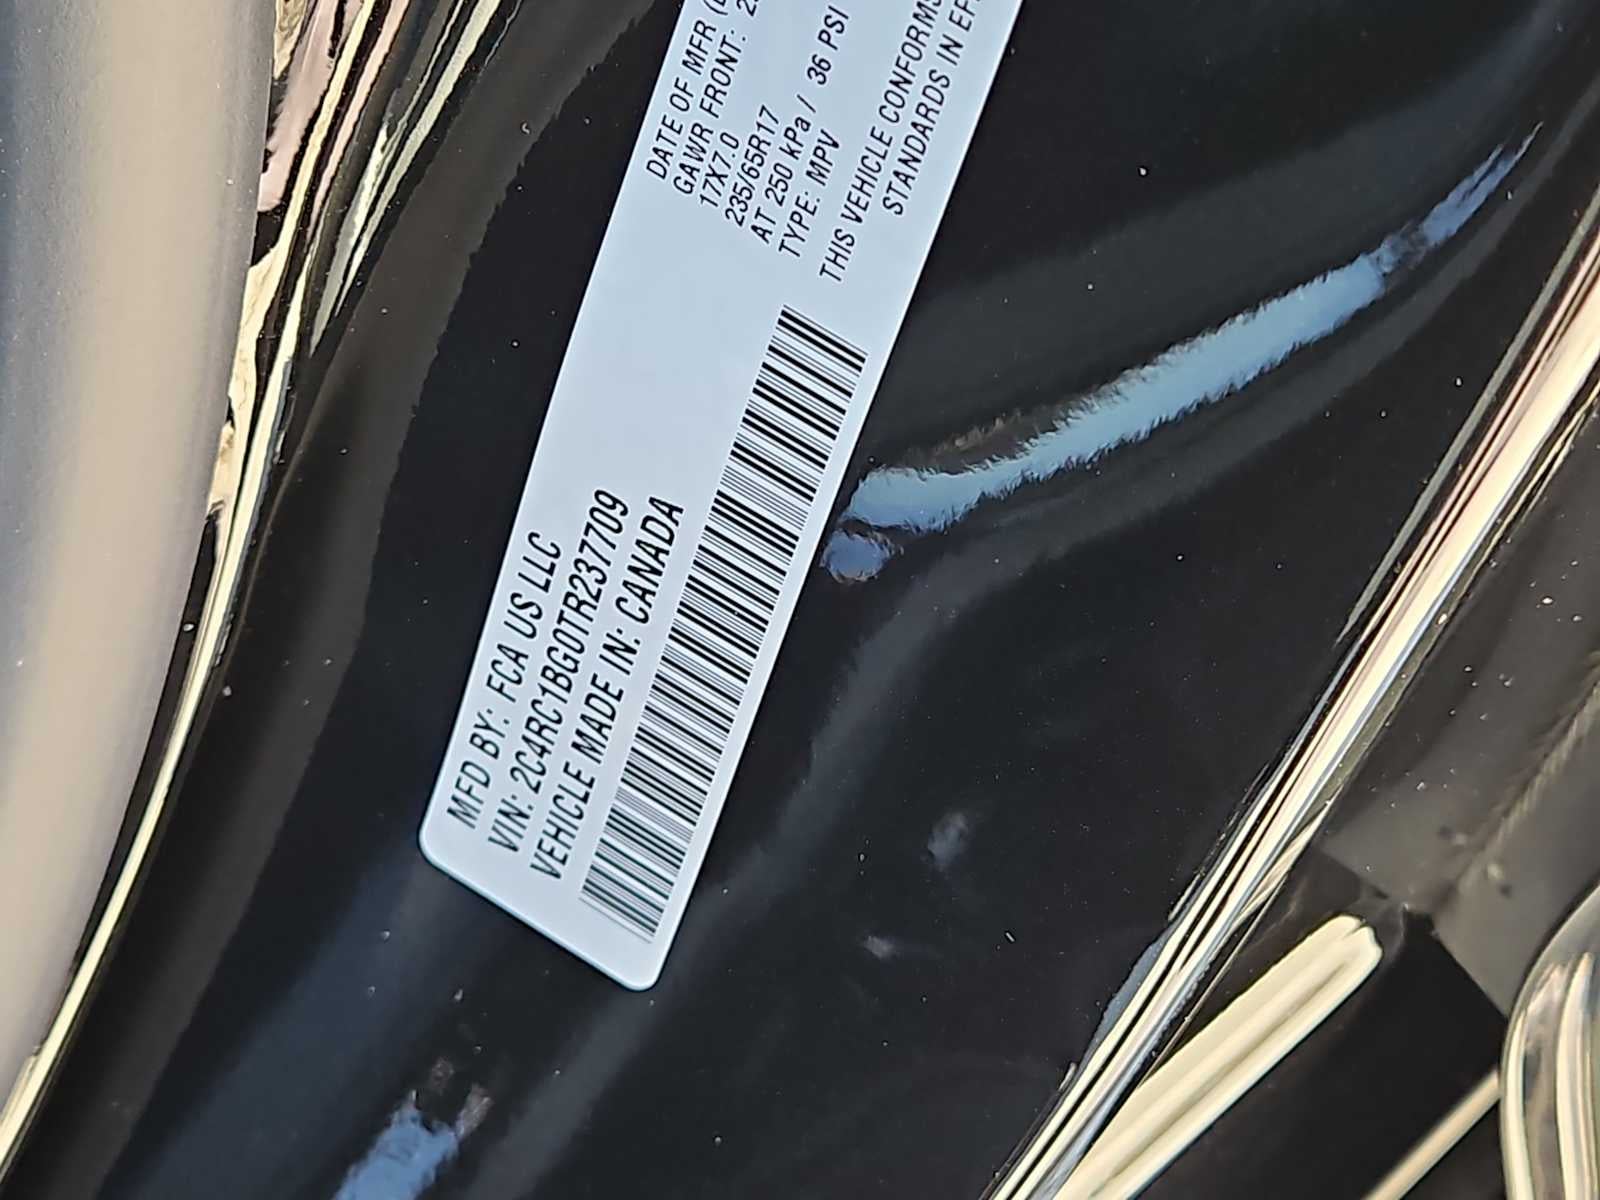 MFD BY: FCA US LLC
VIN: 2C4RC1BG0TR237709
VEHICLE MADE IN: CANADA
DATE OF MFR
GAWR FRONT:
17X7.0
235/65R17
AT 250 kPa / 36 PSI
TYPE: MPV
THIS VEHICLE CONFORMS
STANDARDS IN